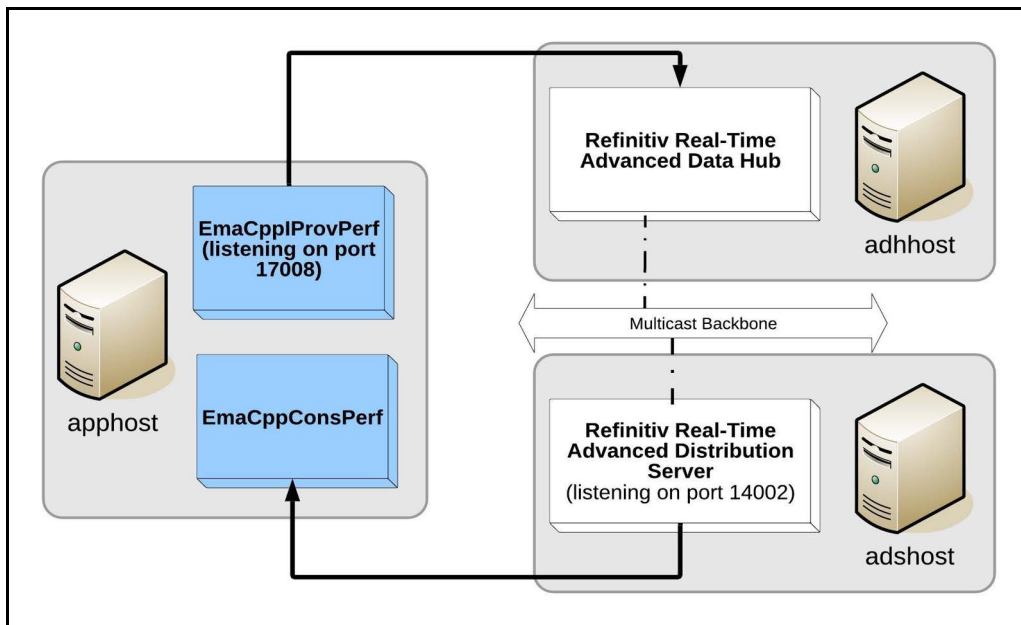 EmaCppIProvPerf
(listening on port
17008)
EmaCppConsPerf
apphost
Refinitiv Real-Time
Advanced Data Hub
adhhost
Multicast Backbone
Refinitiv Real-Time
Advanced Distribution
Server
(listening on port 14002)
adshost